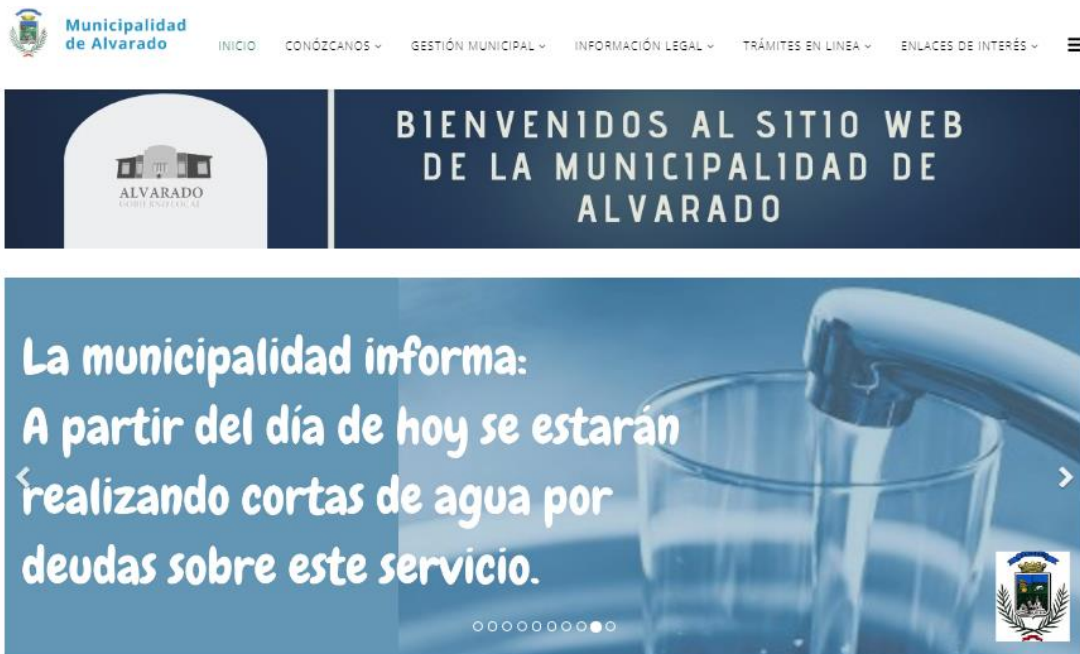 Municipalidad
de Alvarado
INICIO CONÓZCANOS GESTIÓN MUNICIPAL INFORMACIÓN LEGAL TRÁMITES EN LINEA ENLACES DE INTERÉS
BIENVENIDOS AL SITIO WEB
DE LA MUNICIPALIDAD DE
ALVARADO
ALVARADO
GOBIERNO LOCAL
La municipalidad informa:
A partir del día de hoy se estarán
realizando cortas de agua por
deudas sobre este servicio.